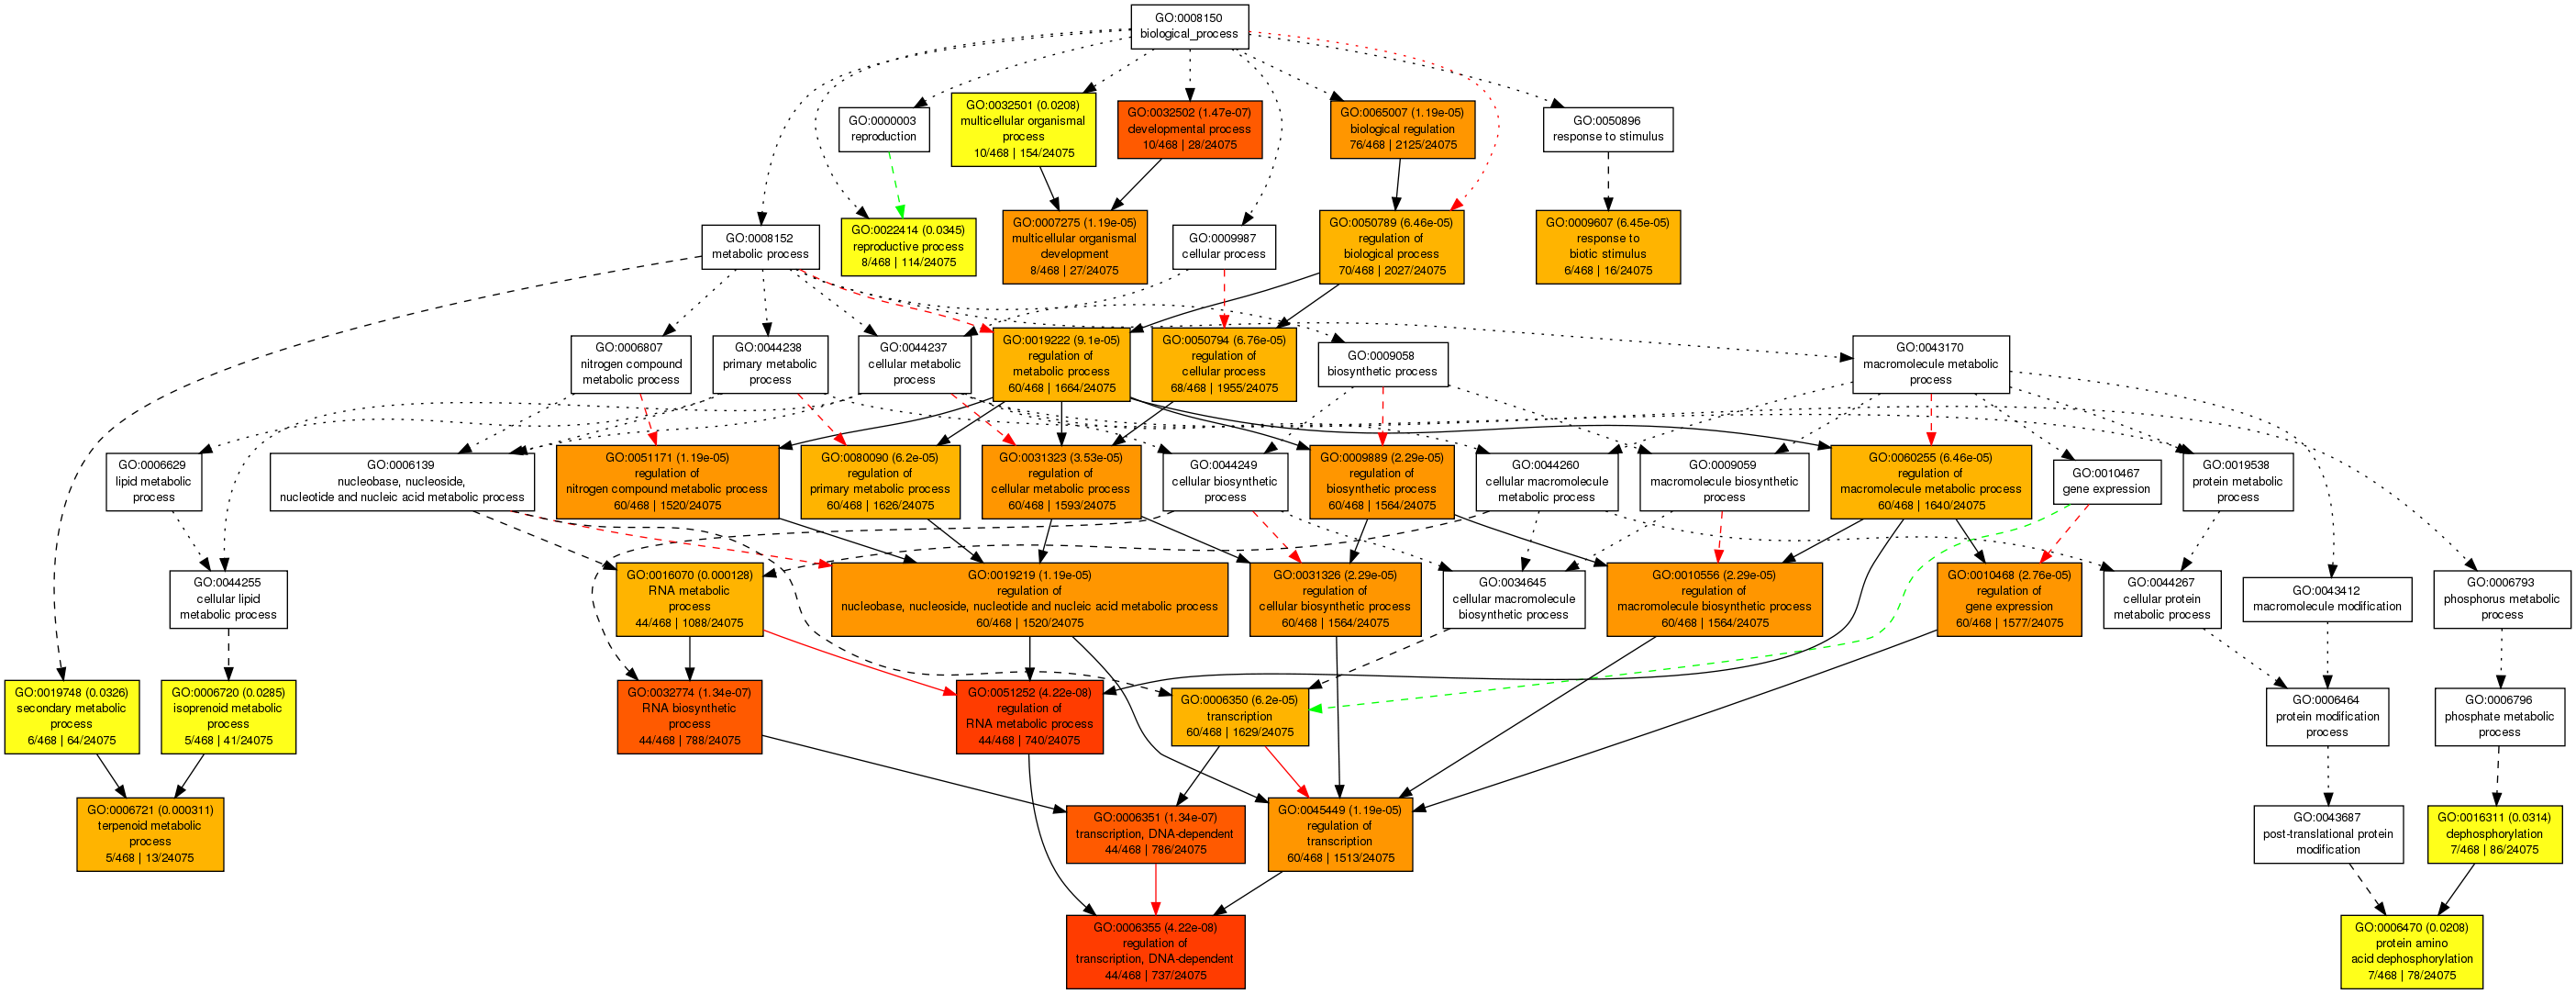 GO:0008150
biological_process
GO:0000003
reproduction
GO:0032501 (0.0208)
multicellular organismal
process
10/468 | 154/24075
GO:0032502 (1.47e-07)
developmental process
10/468 | 28/24075
GO:0065007 (1.19e-05)
biological regulation
76/468 | 2125/24075
GO:0050896
response to stimulus
GO:0008152
metabolic process
GO:0022414 (0.0345)
reproductive process
8/468 | 114/24075
GO:0007275 (1.19e-05)
multicellular organismal
development
8/468 | 27/24075
GO:0009987
cellular process
GO:0050789 (6.46e-05)
regulation of
biological process
70/468 | 2027/24075
GO:0009607 (6.45e-05)
response to
biotic stimulus
6/468 | 16/24075
GO:0006807
nitrogen compound
metabolic process
GO:0044238
primary metabolic
process
GO:0044237
cellular metabolic
process
GO:0019222 (9.1e-05)
regulation of
metabolic process
60/468 | 1664/24075
GO:0050794 (6.76e-05)
regulation of
cellular process
68/468 | 1955/24075
GO:0009058
biosynthetic process
GO:0043170
macromolecule metabolic
process
GO:0006629
lipid metabolic
process
GO:0006139
nucleobase, nucleoside,
nucleotide and nucleic acid metabolic process
GO:0051171 (1.19e-05)
regulation of
nitrogen compound metabolic process
60/468 | 1520/24075
GO:0080090 (6.2e-05)
regulation of
primary metabolic process
60/468 | 1626/24075
GO:0031323 (3.53e-05)
regulation of
cellular metabolic process
60/468 | 1593/24075
GO:0044249
cellular biosynthetic
process
GO:0009889 (2.29e-05)
regulation of
biosynthetic process
60/468 | 1564/24075
GO:0044260
cellular macromolecule
metabolic process
GO:0009059
macromolecule biosynthetic
process
GO:0060255 (6.46e-05)
regulation of
macromolecule metabolic process
60/468 | 1640/24075
GO:0010467
gene expression
GO:0019538
protein metabolic
process
GO:0044255
cellular lipid
metabolic process
GO:0016070 (0.000128)
RNA metabolic
process
44/468 | 1088/24075
GO:0019219 (1.19e-05)
regulation of
nucleobase, nucleoside, nucleotide and nucleic acid metabolic process
60/468 | 1520/24075
GO:0031326 (2.29e-05)
regulation of
cellular biosynthetic process
60/468 | 1564/24075
GO:0034645
cellular macromolecule
biosynthetic process
GO:0010556 (2.29e-05)
regulation of
macromolecule biosynthetic process
60/468 | 1564/24075
GO:0010468 (2.76e-05)
regulation of
gene expression
60/468 | 1577/24075
GO:0044267
cellular protein
metabolic process
GO:0043412
macromolecule modification
GO:0006793
phosphorus metabolic
process
GO:0019748 (0.0326)
secondary metabolic
process
6/468 | 64/24075
GO:0006720 (0.0285)
isoprenoid metabolic
process
5/468 | 41/24075
GO:0032774 (1.34e-07)
RNA biosynthetic
process
44/468 | 788/24075
GO:0051252 (4.22e-08)
regulation of
RNA metabolic process
44/468 | 740/24075
GO:0006350 (6.2e-05)
transcription
60/468 | 1629/24075
GO:0006464
protein modification
process
GO:0006796
phosphate metabolic
process
GO:0006721 (0.000311)
terpenoid metabolic
process
5/468 | 13/24075
GO:0006351 (1.34e-07)
transcription, DNA-dependent
44/468 | 786/24075
GO:0045449 (1.19e-05)
regulation of
transcription
60/468 | 1513/24075
GO:0043687
post-translational protein
modification
GO:0016311 (0.0314)
dephosphorylation
7/468 | 86/24075
GO:0006355 (4.22e-08)
regulation of
transcription, DNA-dependent
44/468 | 737/24075
GO:0006470 (0.0208)
protein amino
acid dephosphorylation
7/468 | 78/24075